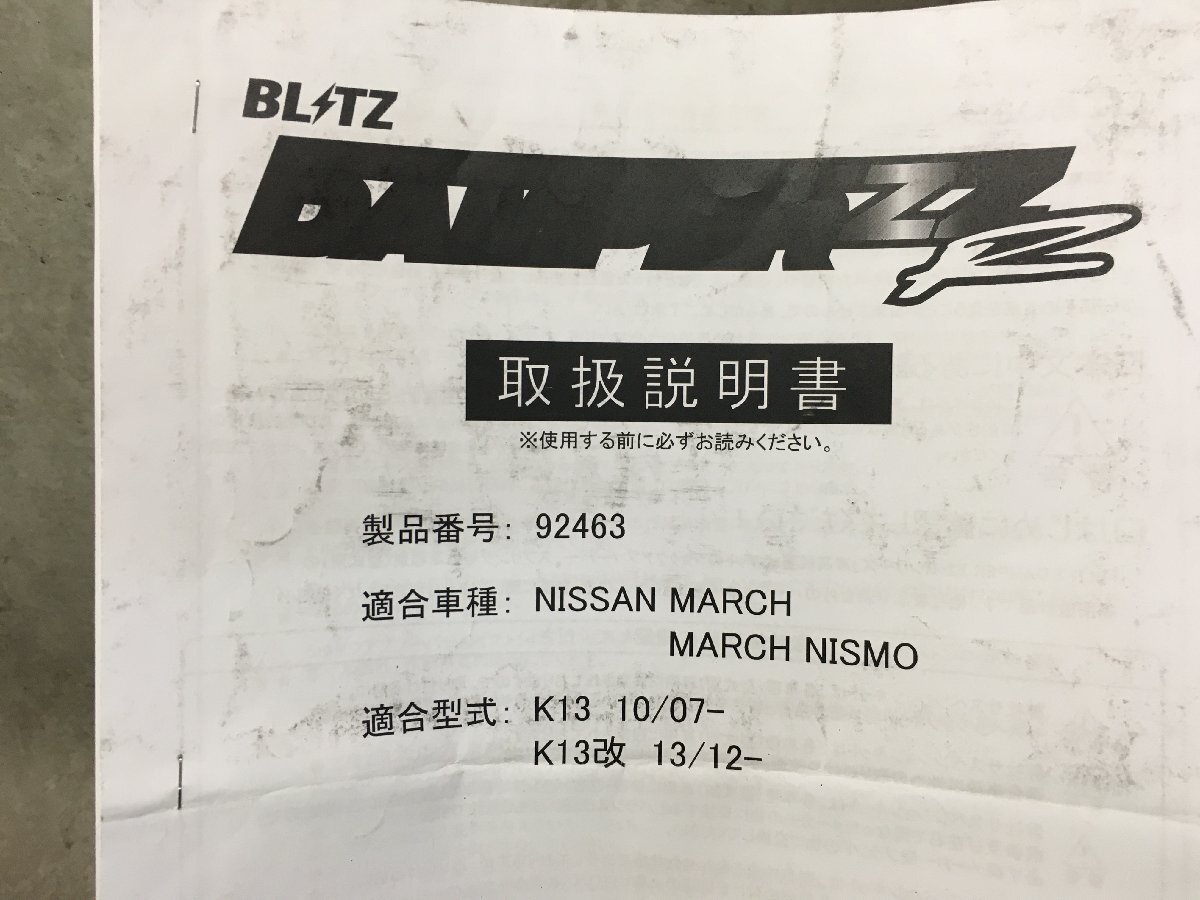 BLITZ
DAMPER ZZ-R
取扱説明書
※使用する前に必ずお読みください。
製品番号: 92463
適合車種: NISSAN MARCH
MARCH NISMO
適合型式: K13 10/07-
K13改 13/12-